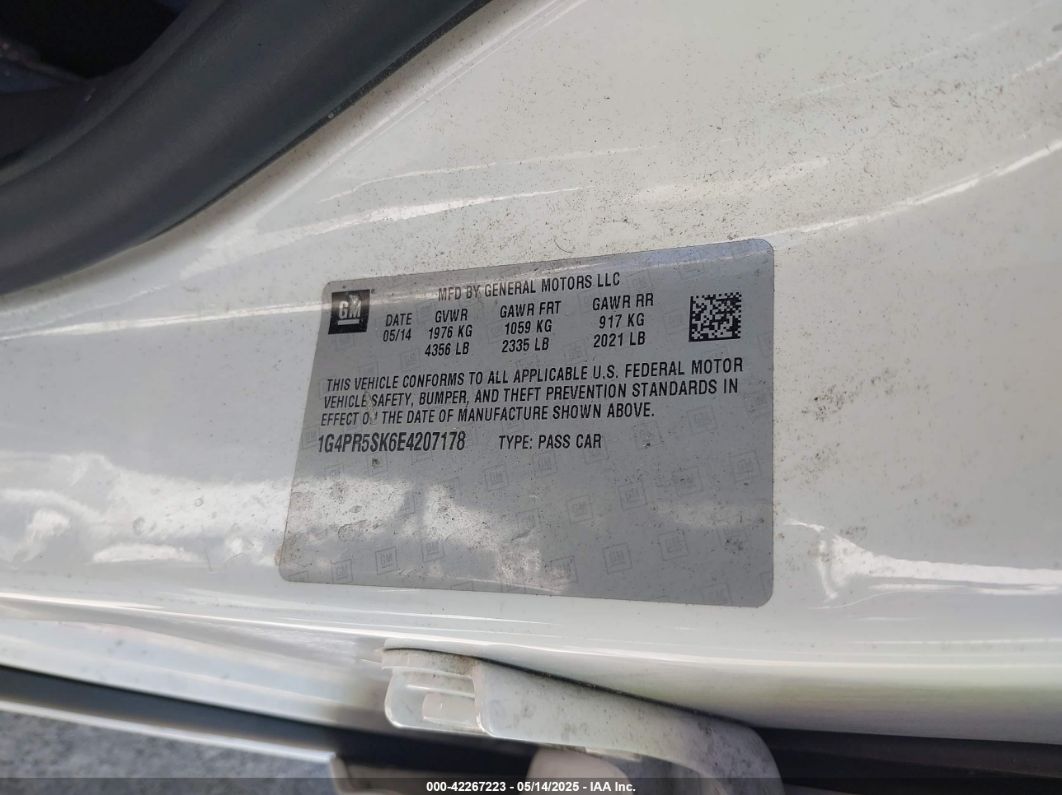 MFD BY GENERAL MOTORS LLC
GM
DATE GVWR GAWR FRT GAWR RR
05/14 1976 KG 1059 KG 917 KG
4356 LB 2335 LB 2021 LB
THIS VEHICLE CONFORMS TO ALL APPLICABLE U.S. FEDERAL MOTOR
VEHICLE SAFETY, BUMPER, AND THEFT PREVENTION STANDARDS IN
EFFECT ON THE DATE OF MANUFACTURE SHOWN ABOVE.
1G4PR5SK6E4207178 TYPE: PASS CAR
000-42267223 - 05/14/2025 - IAA Inc.